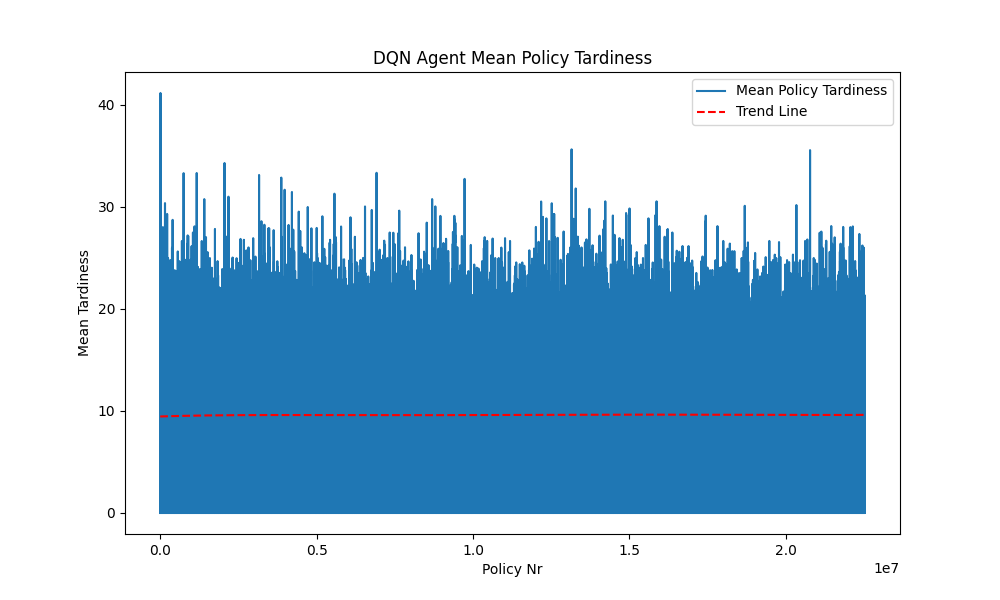 DQN Agent Mean Policy Tardiness
Mean Policy Tardiness
Trend Line
Mean Tardiness
40
30
20
10
0
0.0 0.5 1.0 1.5 2.0
1e7
Policy Nr